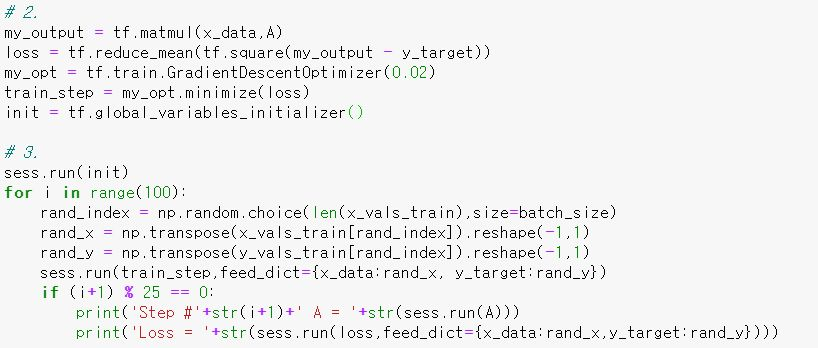 # 2.
my_output = tf.matmul(x_data,A)
loss = tf.reduce_mean(tf.square(my_output - y_target))
my_opt = tf.train.GradientDescentOptimizer(0.02)
train_step = my_opt.minimize(loss)
init = tf.global_variables_initializer()

# 3.
sess.run(init)
for i in range(100):
    rand_index = np.random.choice(len(x_vals_train),size=batch_size)
    rand_x = np.transpose(x_vals_train[rand_index]).reshape(-1,1)
    rand_y = np.transpose(y_vals_train[rand_index]).reshape(-1,1)
    sess.run(train_step,feed_dict={x_data:rand_x, y_target:rand_y})
    if (i+1) % 25 == 0:
        print('Step #'+str(i+1)+' A = '+str(sess.run(A)))
        print('Loss = '+str(sess.run(loss,feed_dict={x_data:rand_x,y_target:rand_y})))